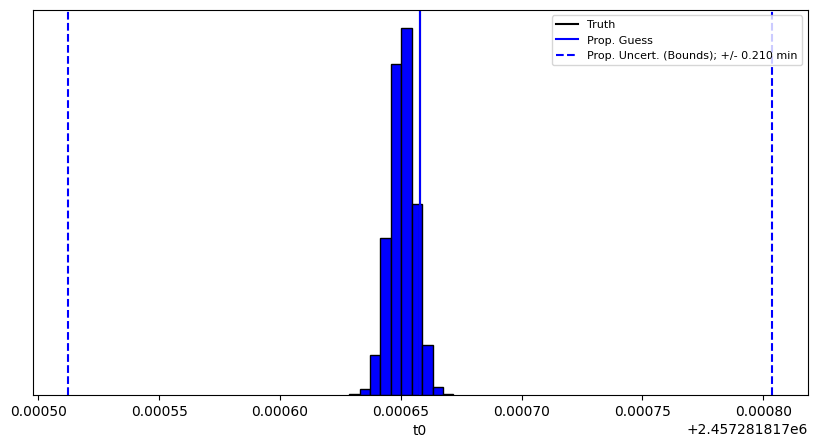 Truth
Prop. Guess
Prop. Uncert. (Bounds); +/- 0.210 min
0.00050 0.00055 0.00060 0.00065 0.00070 0.00075 0.00080
t0
+2.457281817e6